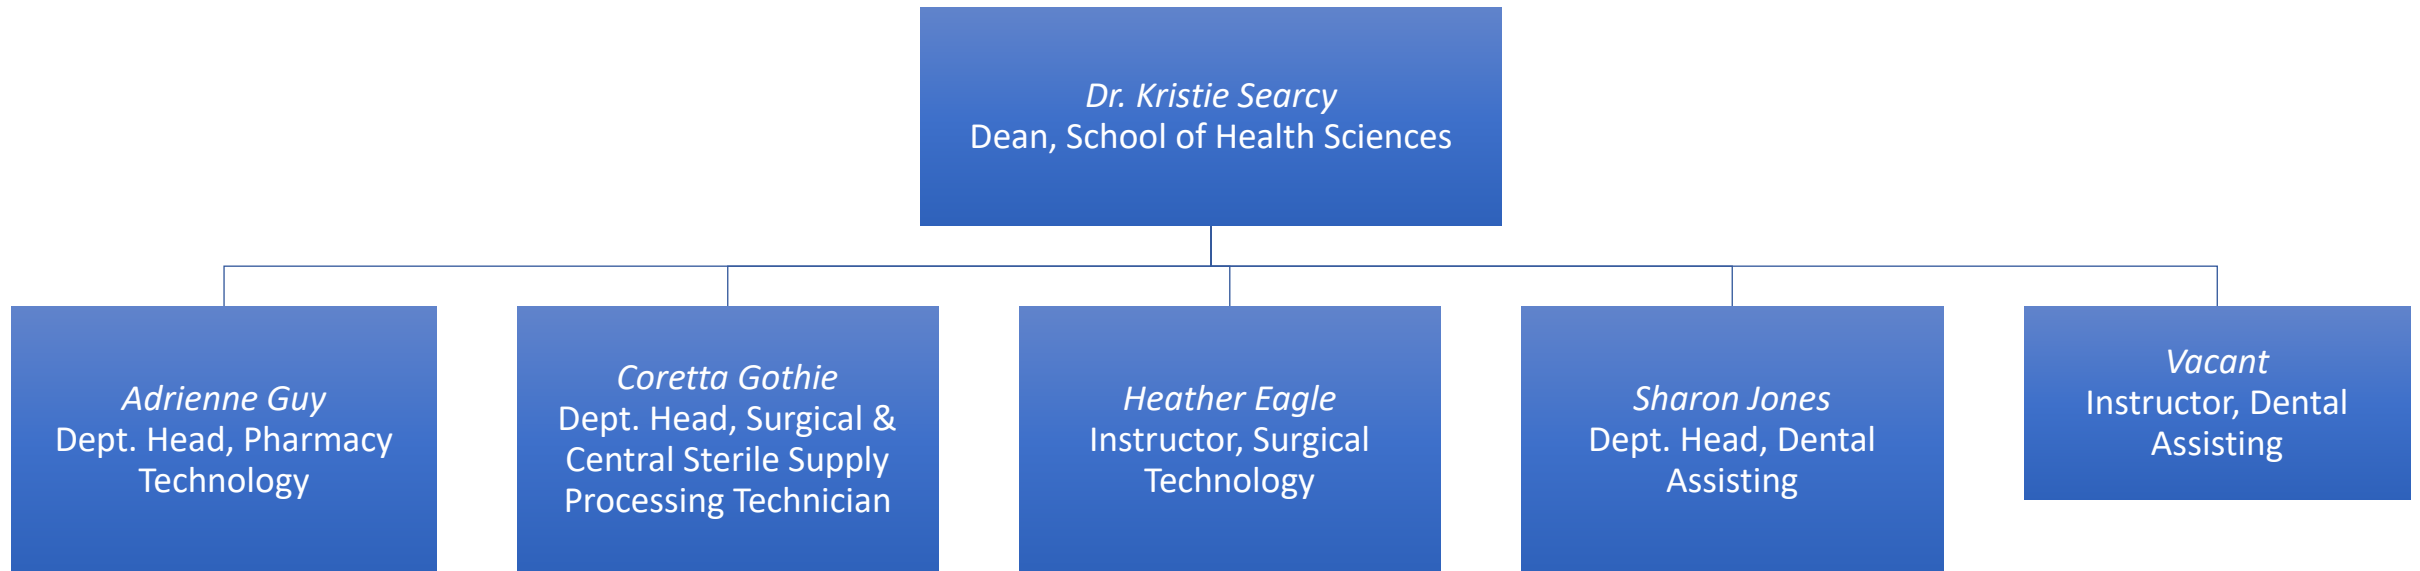 Dr. Kristie Searcy
Dean, School of Health Sciences
Adrienne Guy
Dept. Head, Pharmacy
Technology
Coretta Gothie
Dept. Head, Surgical &
Central Sterile Supply
Processing Technician
Heather Eagle
Instructor, Surgical
Technology
Sharon Jones
Dept. Head, Dental
Assisting
Vacant
Instructor, Dental
Assisting